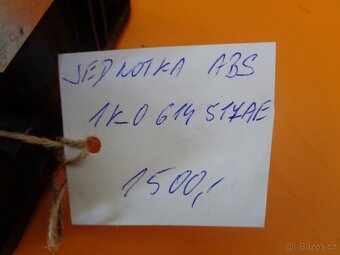 JEDNOTKA ABS
1K0 614 517AE
1500,-
© Bazos.cz